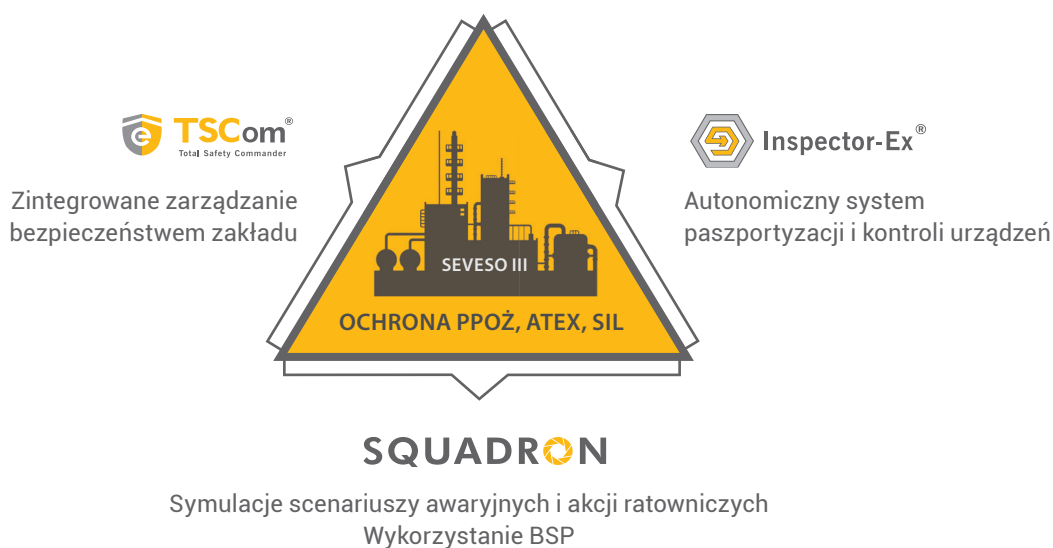 e TSCom®
Total Safety Commander
Zintegrowane zarządzanie
bezpieczeństwem zakładu
Inspector-Ex®
Autonomiczny system
paszportyzacji i kontroli urządzeń
SEVESO III
OCHRONA PPOŻ, ATEX, SIL
SQUADRON
Symulacje scenariuszy awaryjnych i akcji ratowniczych
Wykorzystanie BSP